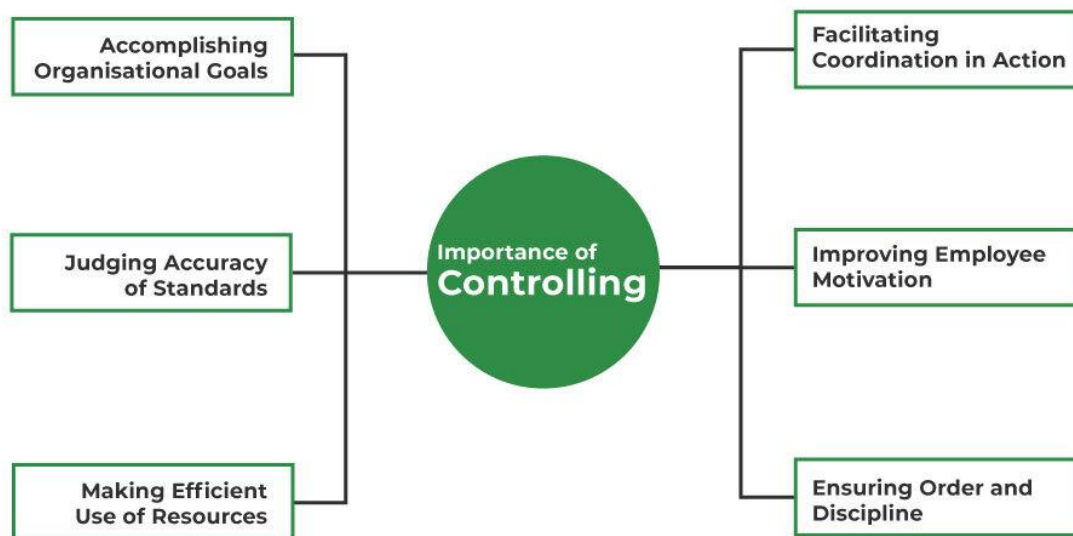 Accomplishing
Organisational Goals
Judging Accuracy
of Standards
Making Efficient
Use of Resources
Importance of
Controlling
Facilitating
Coordination in Action
Improving Employee
Motivation
Ensuring Order and
Discipline